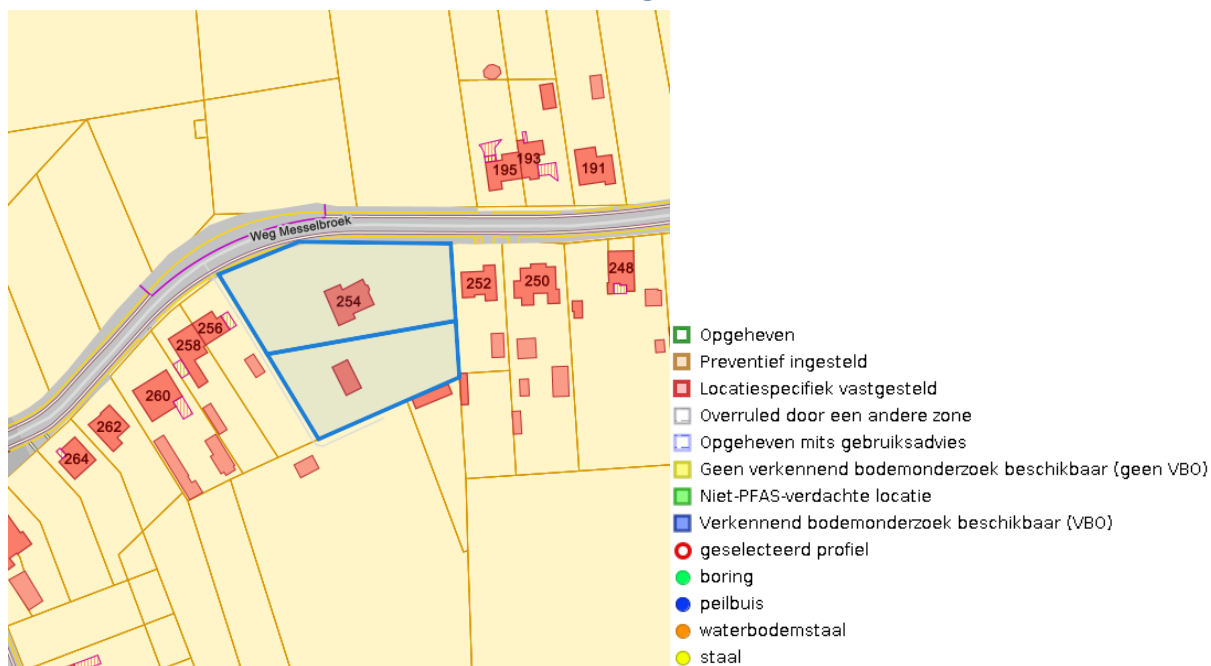 195
193
191
Weg Messelbroek
254
252
250
248
256
258
260
262
264
Opgeheven
Preventief ingesteld
Locatiespecifiek vastgesteld
Overruled door een andere zone
Opgeheven mits gebruiksadvies
Geen verkennend bodemonderzoek beschikbaar (geen VBO)
Niet-PFAS-verdachte locatie
Verkennend bodemonderzoek beschikbaar (VBO)
geselecteerd profiel
boring
peilbuis
waterbodemstaal
staal